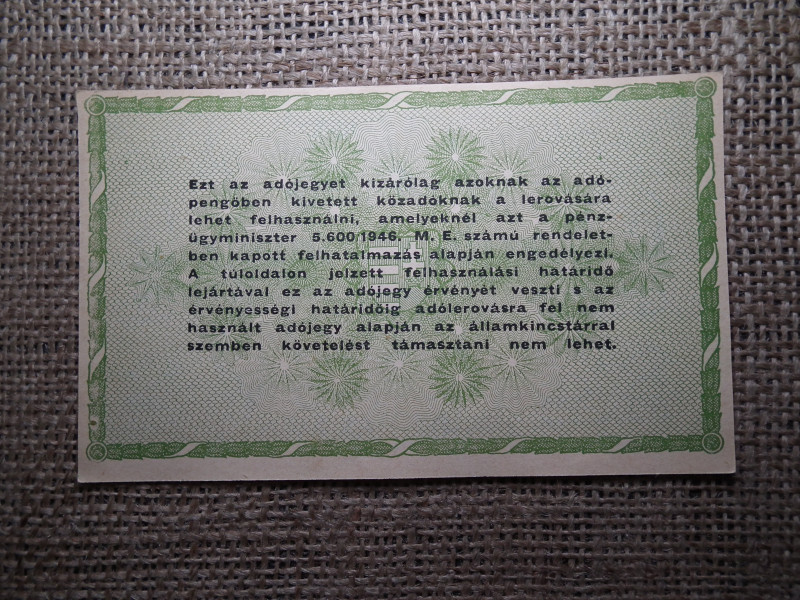 Ezt az adójegyet kizárólag azoknak az adó-
pengőben kivetett közadóknak a lerovására
lehet felhasználni, amelyeknél azt a pénz-
ügyminiszter 5.600/1946. M. E. számú rendelet-
ben kapott felhatalmazás alapján engedélyezi.
A túloldalon jelzett felhasználási határidő
lejártával ez az adójegy érvényét veszti s az
érvényességi határidőig adólerovásra fel nem
használt adójegy alapján az államkincstárral
szemben követelést támasztani nem lehet.